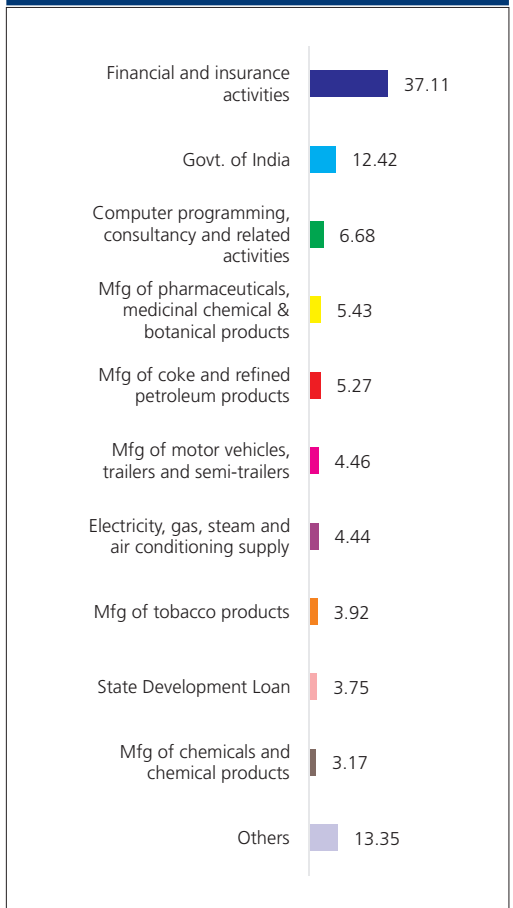 Financial and insurance
activities
37.11
Govt. of India
12.42
Computer programming,
consultancy and related
activities
6.68
Mfg of pharmaceuticals,
medicinal chemical &
botanical products
5.43
Mfg of coke and refined
petroleum products
5.27
Mfg of motor vehicles,
trailers and semi-trailers
4.46
Electricity, gas, steam and
air conditioning supply
4.44
Mfg of tobacco products
3.92
State Development Loan
3.75
Mfg of chemicals and
chemical products
3.17
Others
13.35